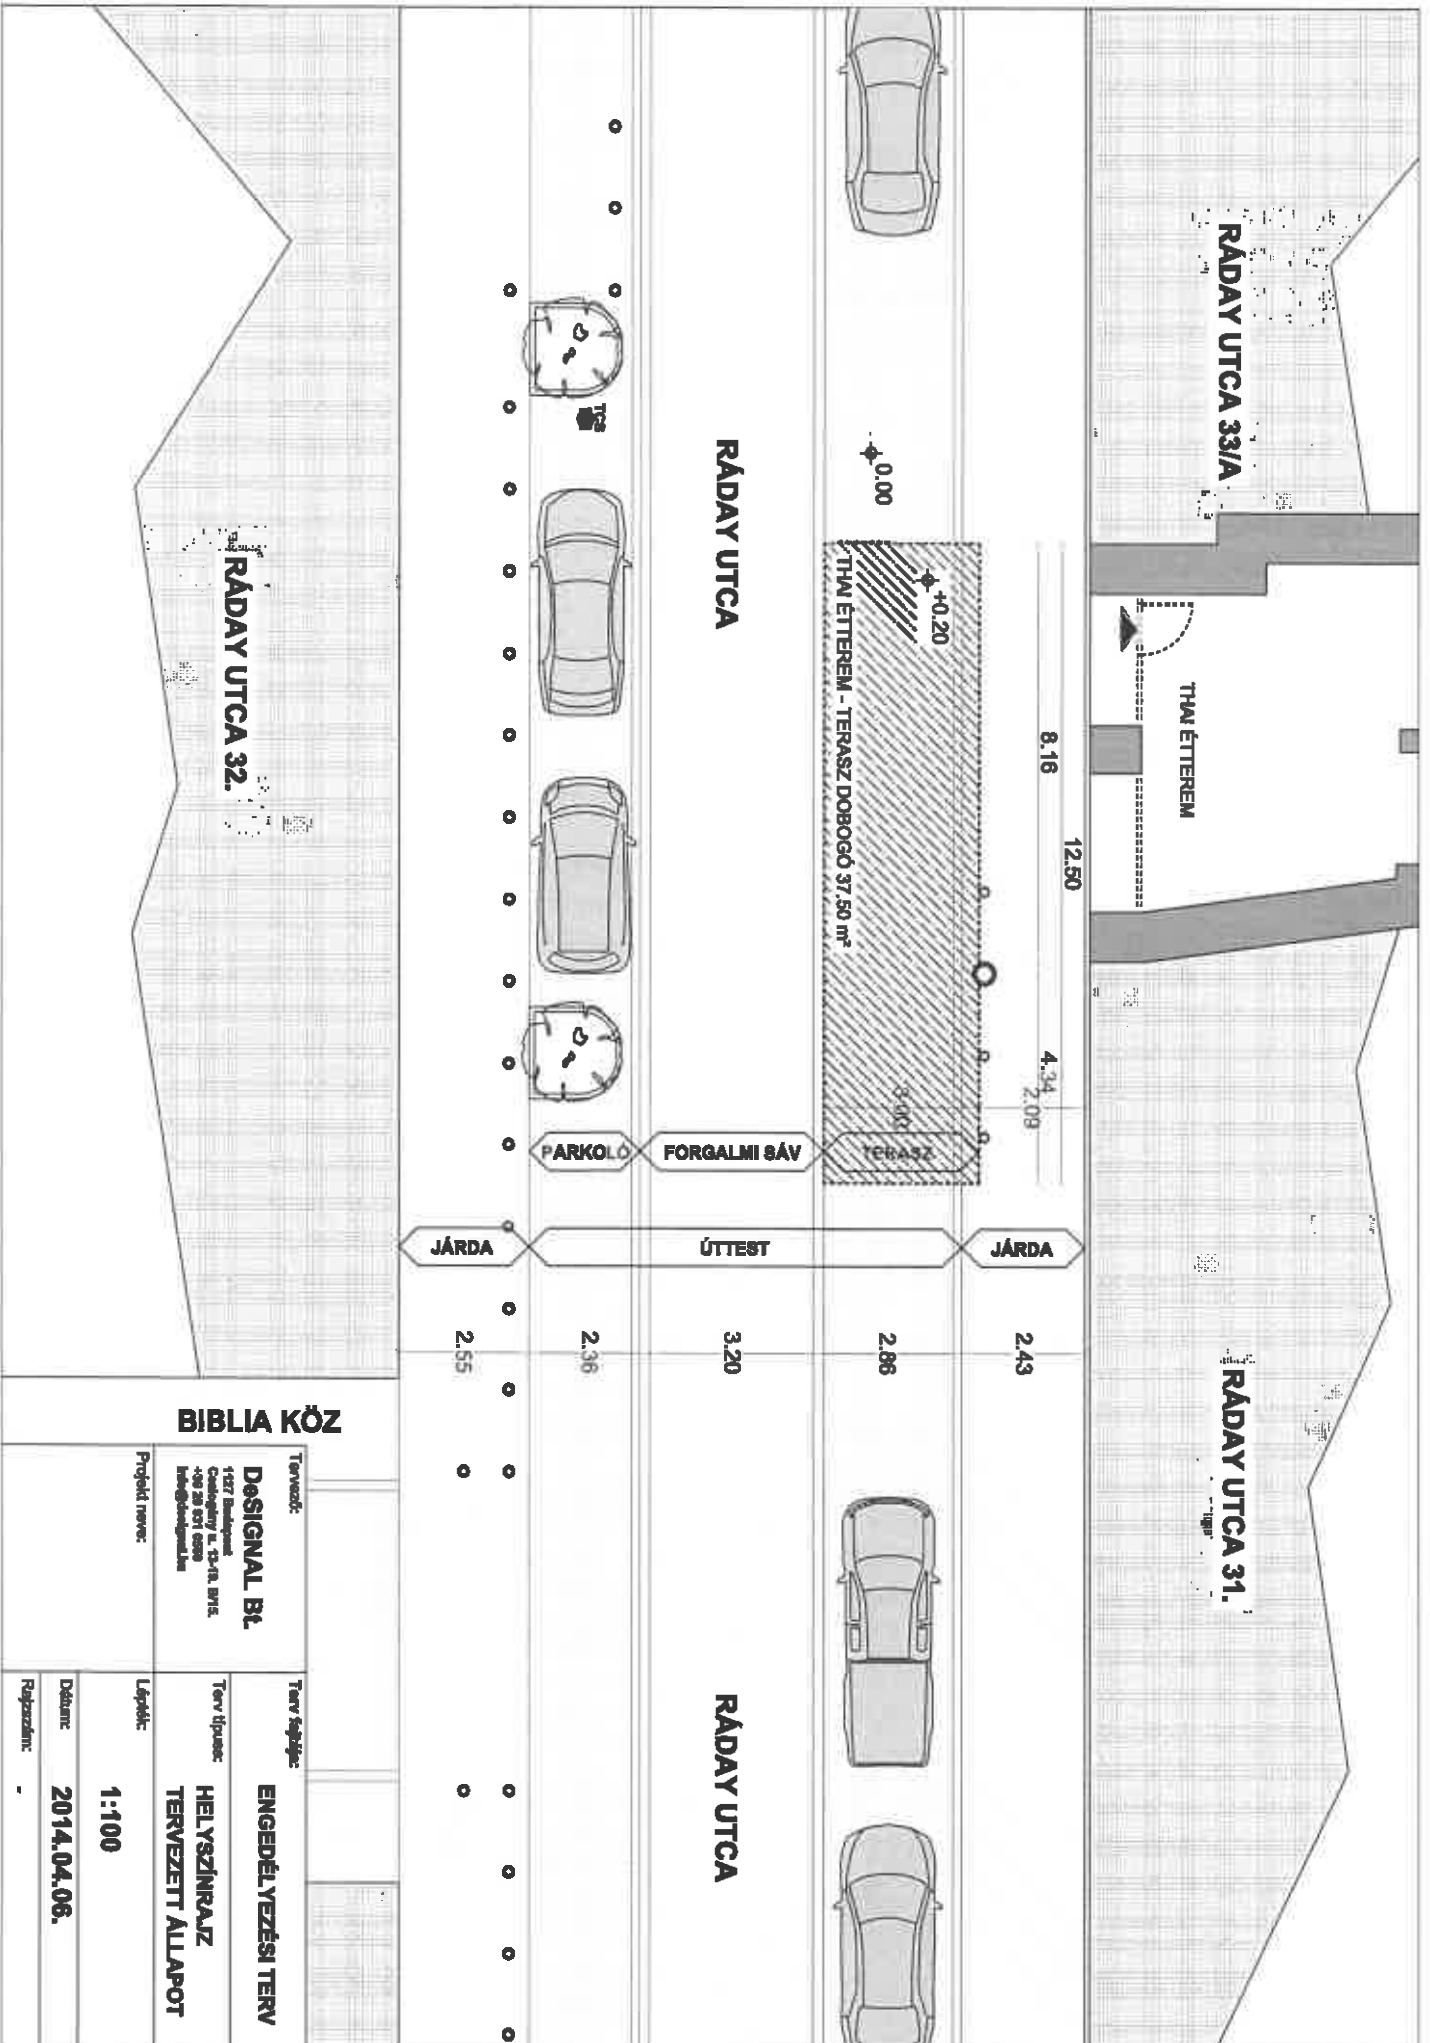 RÁDAY UTCA 33/A
THAI ÉTTEREM
RÁDAY UTCA 31.
12.50
8.16
4.34
2.09
0.00
+0.20
THAI ÉTTEREM - TERASZ DOBOGÓ 37.50 m²
3.00
RÁDAY UTCA
RÁDAY UTCA
TCS
PARKOLÓ
FORGALMI SÁV
TERASZ
JÁRDA
ÚTTEST
JÁRDA
2.55
2.36
3.20
2.86
2.43
RÁDAY UTCA 32.
BIBLIA KÖZ
Tervező:
DeSIGNAL Bt.
1127 Budapest
Projekt neve:
Terv fajtája:
ENGEDÉLYEZÉSI TERV
Terv típusa:
HELYSZÍNRAJZ
TERVEZETT ÁLLAPOT
Lépték:
1:100
Dátum:
2014.04.06.
Rajzszám:
-